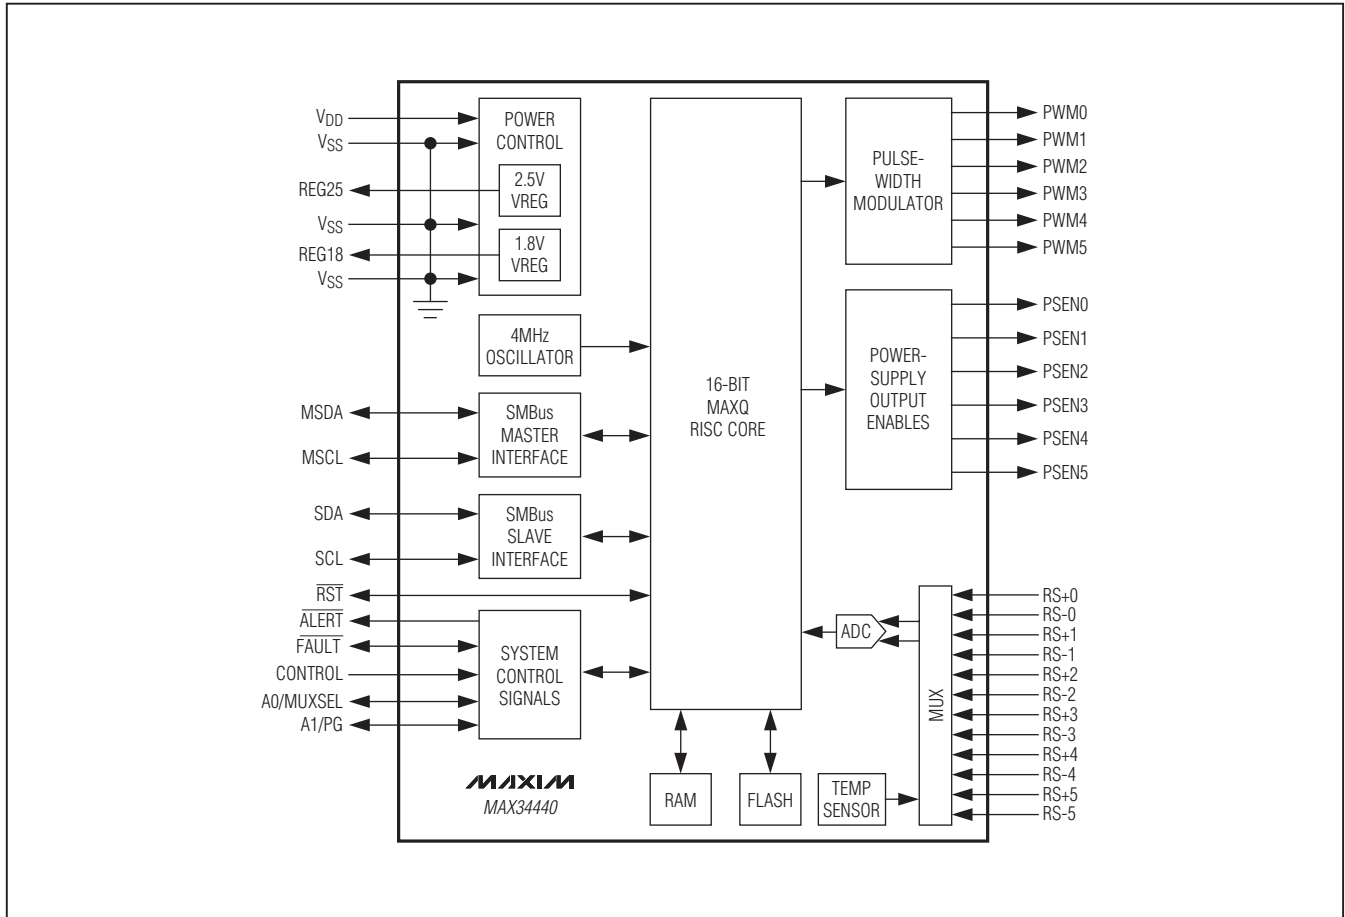 VDD
VSS
REG25
VSS
REG18
VSS
POWER
CONTROL
2.5V
VREG
1.8V
VREG
4MHz
OSCILLATOR
MSDA
MSCL
SMBus
MASTER
INTERFACE
SDA
SCL
SMBus
SLAVE
INTERFACE
RST
ALERT
FAULT
CONTROL
A0/MUXSEL
A1/PG
SYSTEM
CONTROL
SIGNALS
MAXIM
MAX34440
16-BIT
MAXQ
RISC CORE
RAM
FLASH
PULSE-
WIDTH
MODULATOR
PWM0
PWM1
PWM2
PWM3
PWM4
PWM5
POWER-
SUPPLY
OUTPUT
ENABLES
PSEN0
PSEN1
PSEN2
PSEN3
PSEN4
PSEN5
ADC
MUX
TEMP
SENSOR
RS+0
RS-0
RS+1
RS-1
RS+2
RS-2
RS+3
RS-3
RS+4
RS-4
RS+5
RS-5